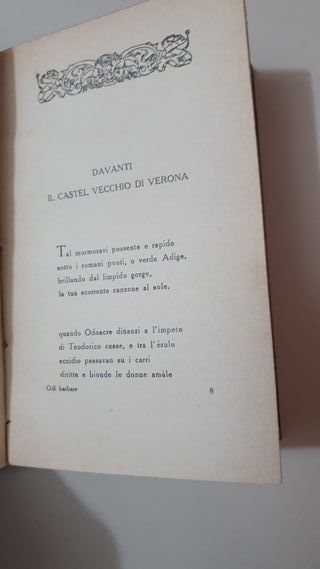 DAVANTI
IL CASTEL VECCHIO DI VERONA
Tal mormoravi possente e rapido
sotto i romani ponti, o verde Adige,
brillando dal limpido gorgo,
la tua scorrente canzone al sole,
quando Odoacre dinanzi a l'impeto
di Teodorico cesse, e tra l'èrulo
eccidio passavan su i carri
diritte e bionde le donne amàle
Odi barbare
8